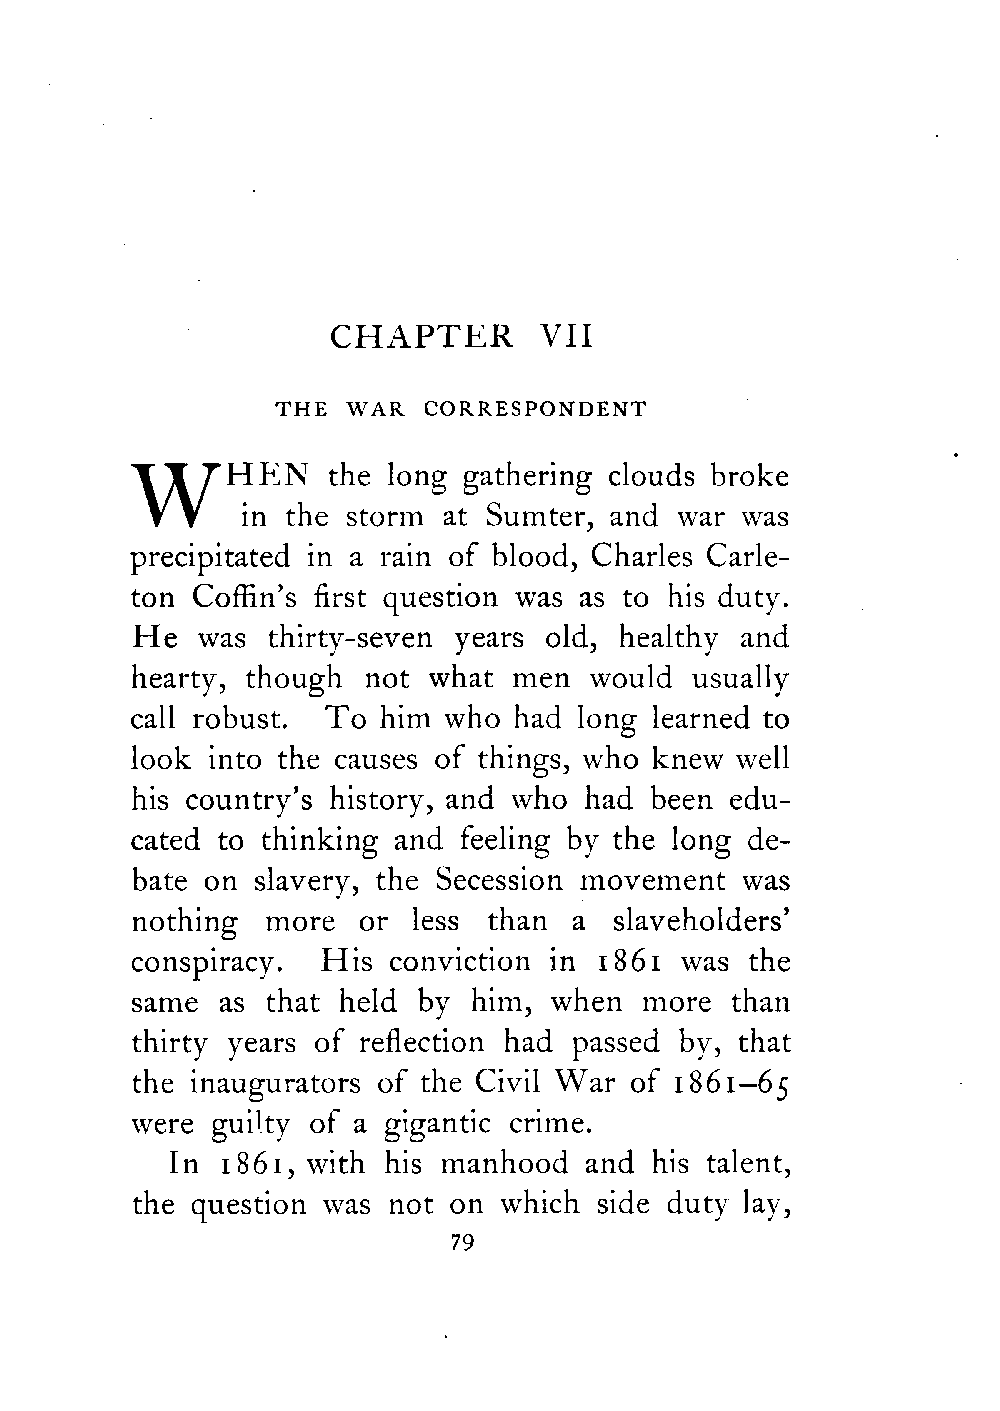 CHAPTER VII
THE WAR CORRESPONDENT
WHEN the long gathering clouds broke
in the storm at Sumter, and war was
precipitated in a rain of blood, Charles Carle-
ton Coffin's first question was as to his duty.
He was thirty-seven years old, healthy and
hearty, though not what men would usually
call robust. To him who had long learned to
look into the causes of things, who knew well
his country's history, and who had been edu-
cated to thinking and feeling by the long de-
bate on slavery, the Secession movement was
nothing more or less than a slaveholders'
conspiracy. His conviction in 1861 was the
same as that held by him, when more than
thirty years of reflection had passed by, that
the inaugurators of the Civil War of 1861–65
were guilty of a gigantic crime.
In 1861, with his manhood and his talent,
the question was not on which side duty lay,
79